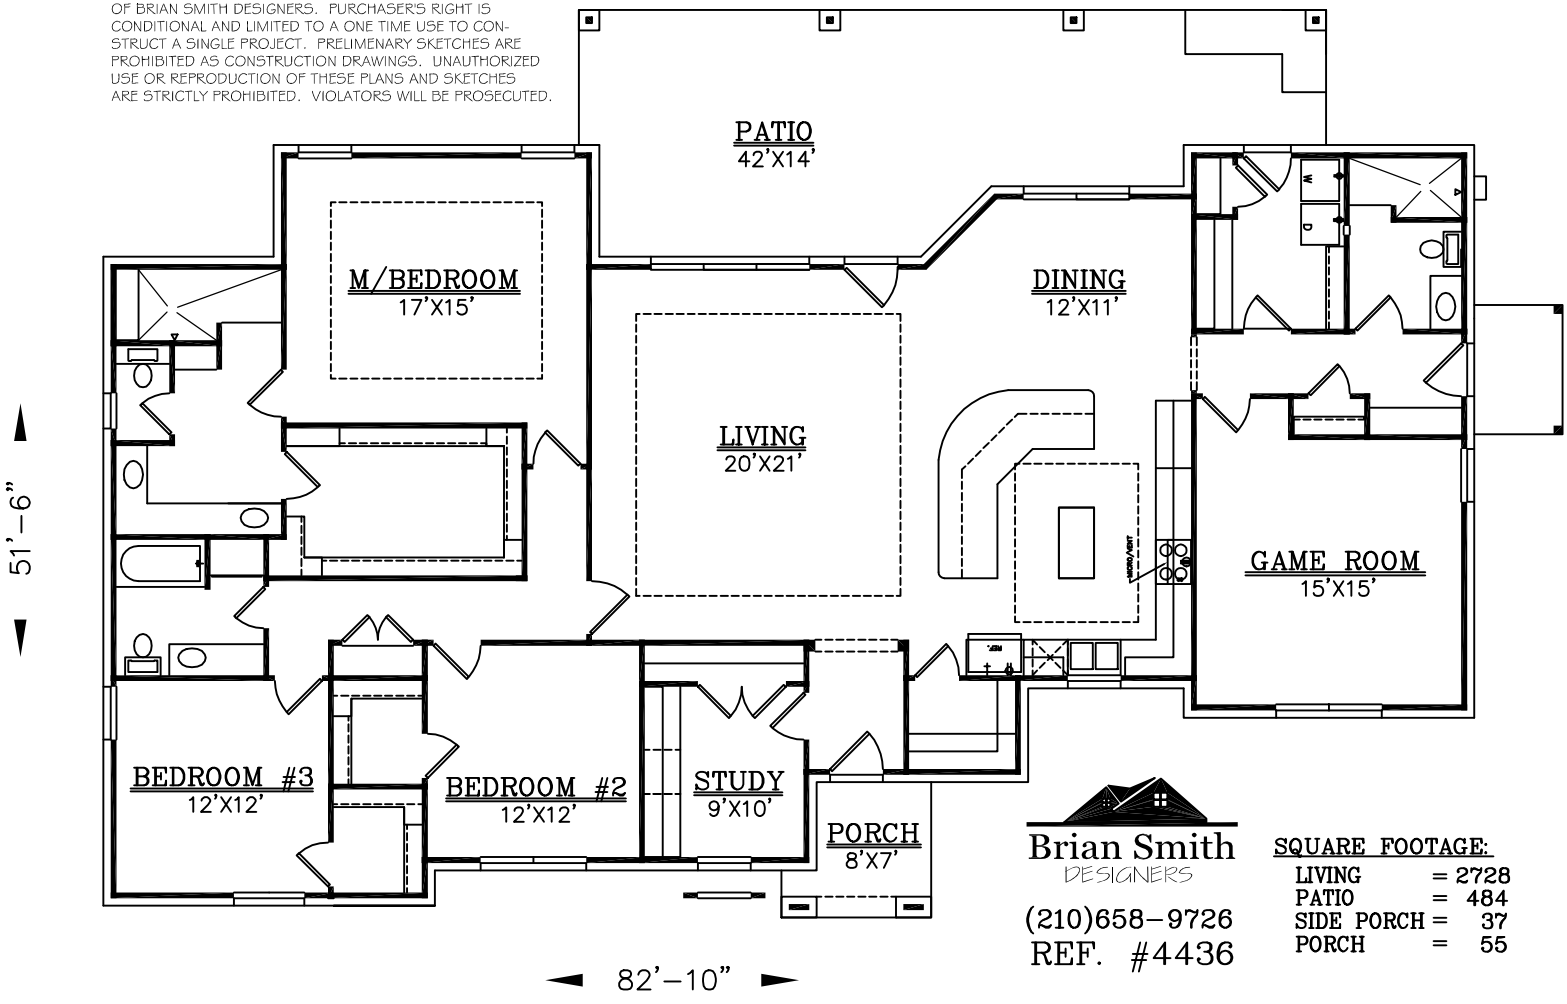 OF BRIAN SMITH DESIGNERS. PURCHASER'S RIGHT IS
CONDITIONAL AND LIMITED TO A ONE TIME USE TO CON-
STRUCT A SINGLE PROJECT. PRELIMENARY SKETCHES ARE
PROHIBITED AS CONSTRUCTION DRAWINGS. UNAUTHORIZED
USE OR REPRODUCTION OF THESE PLANS AND SKETCHES
ARE STRICTLY PROHIBITED. VIOLATORS WILL BE PROSECUTED.
PATIO
42'X14'
W
D
M/BEDROOM
17'X15'
DINING
12'X11'
LIVING
20'X21'
51'-6"
MICRO/VENT
GAME ROOM
15'X15'
REF.
BEDROOM #3
12'X12'
BEDROOM #2
12'X12'
STUDY
9'X10'
PORCH
8'X7'
Brian Smith
DESIGNERS
(210)658-9726
REF. #4436
SQUARE FOOTAGE:
LIVING = 2728
PATIO = 484
SIDE PORCH = 37
PORCH = 55
82'-10"